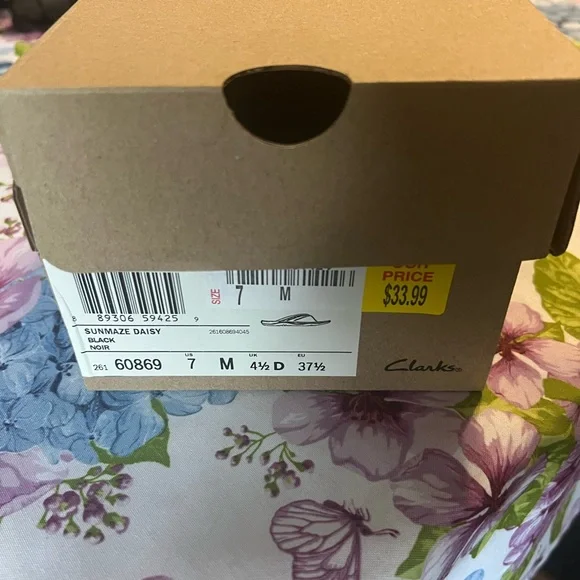 SIZE 7 M
OUR
PRICE
$33.99
8 89306 59425 9
SUNMAZE DAISY 261608694045
BLACK
NOIR
US UK EU
261 60869 7 M 4½ D 37½
Clarks